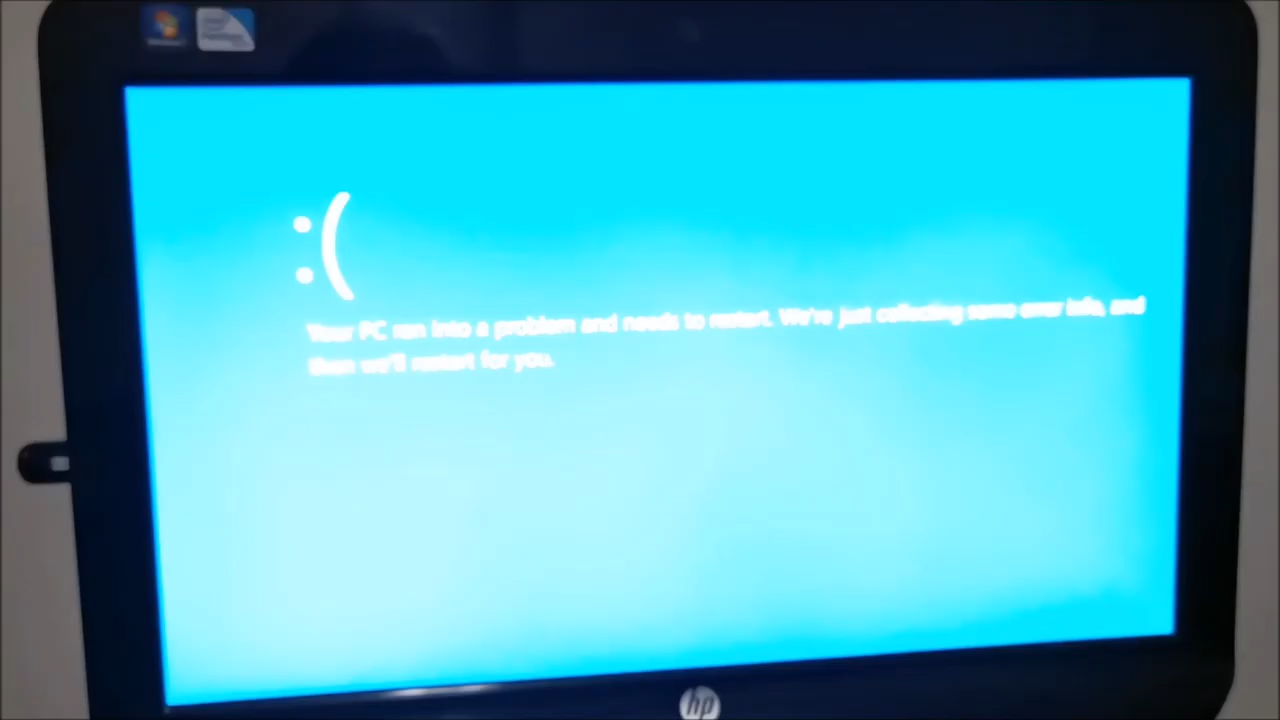 :(
Your PC ran into a problem and needs to restart. We're just collecting some error info, and
then we'll restart for you.
hp